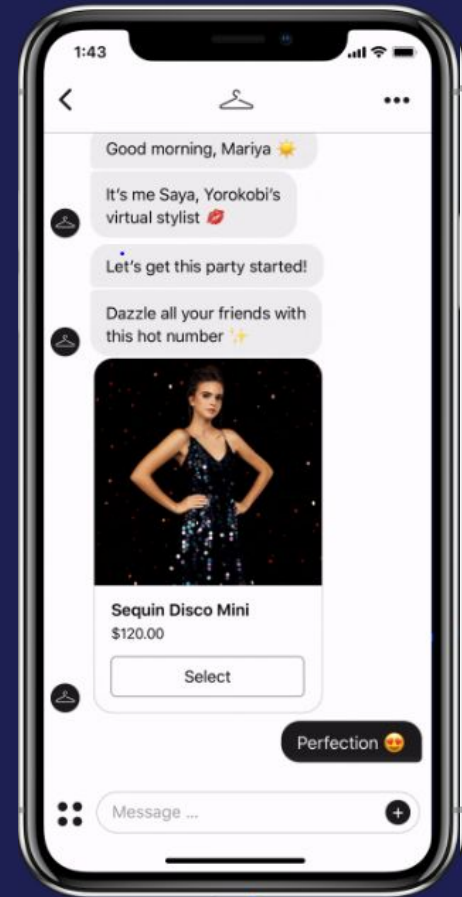 1:43
Good morning, Mariya ☀️
It's me Saya, Yorokobi's
virtual stylist 💋
Let's get this party started!
Dazzle all your friends with
this hot number ✨
Sequin Disco Mini
$120.00
Select
Perfection 😍
Message ...